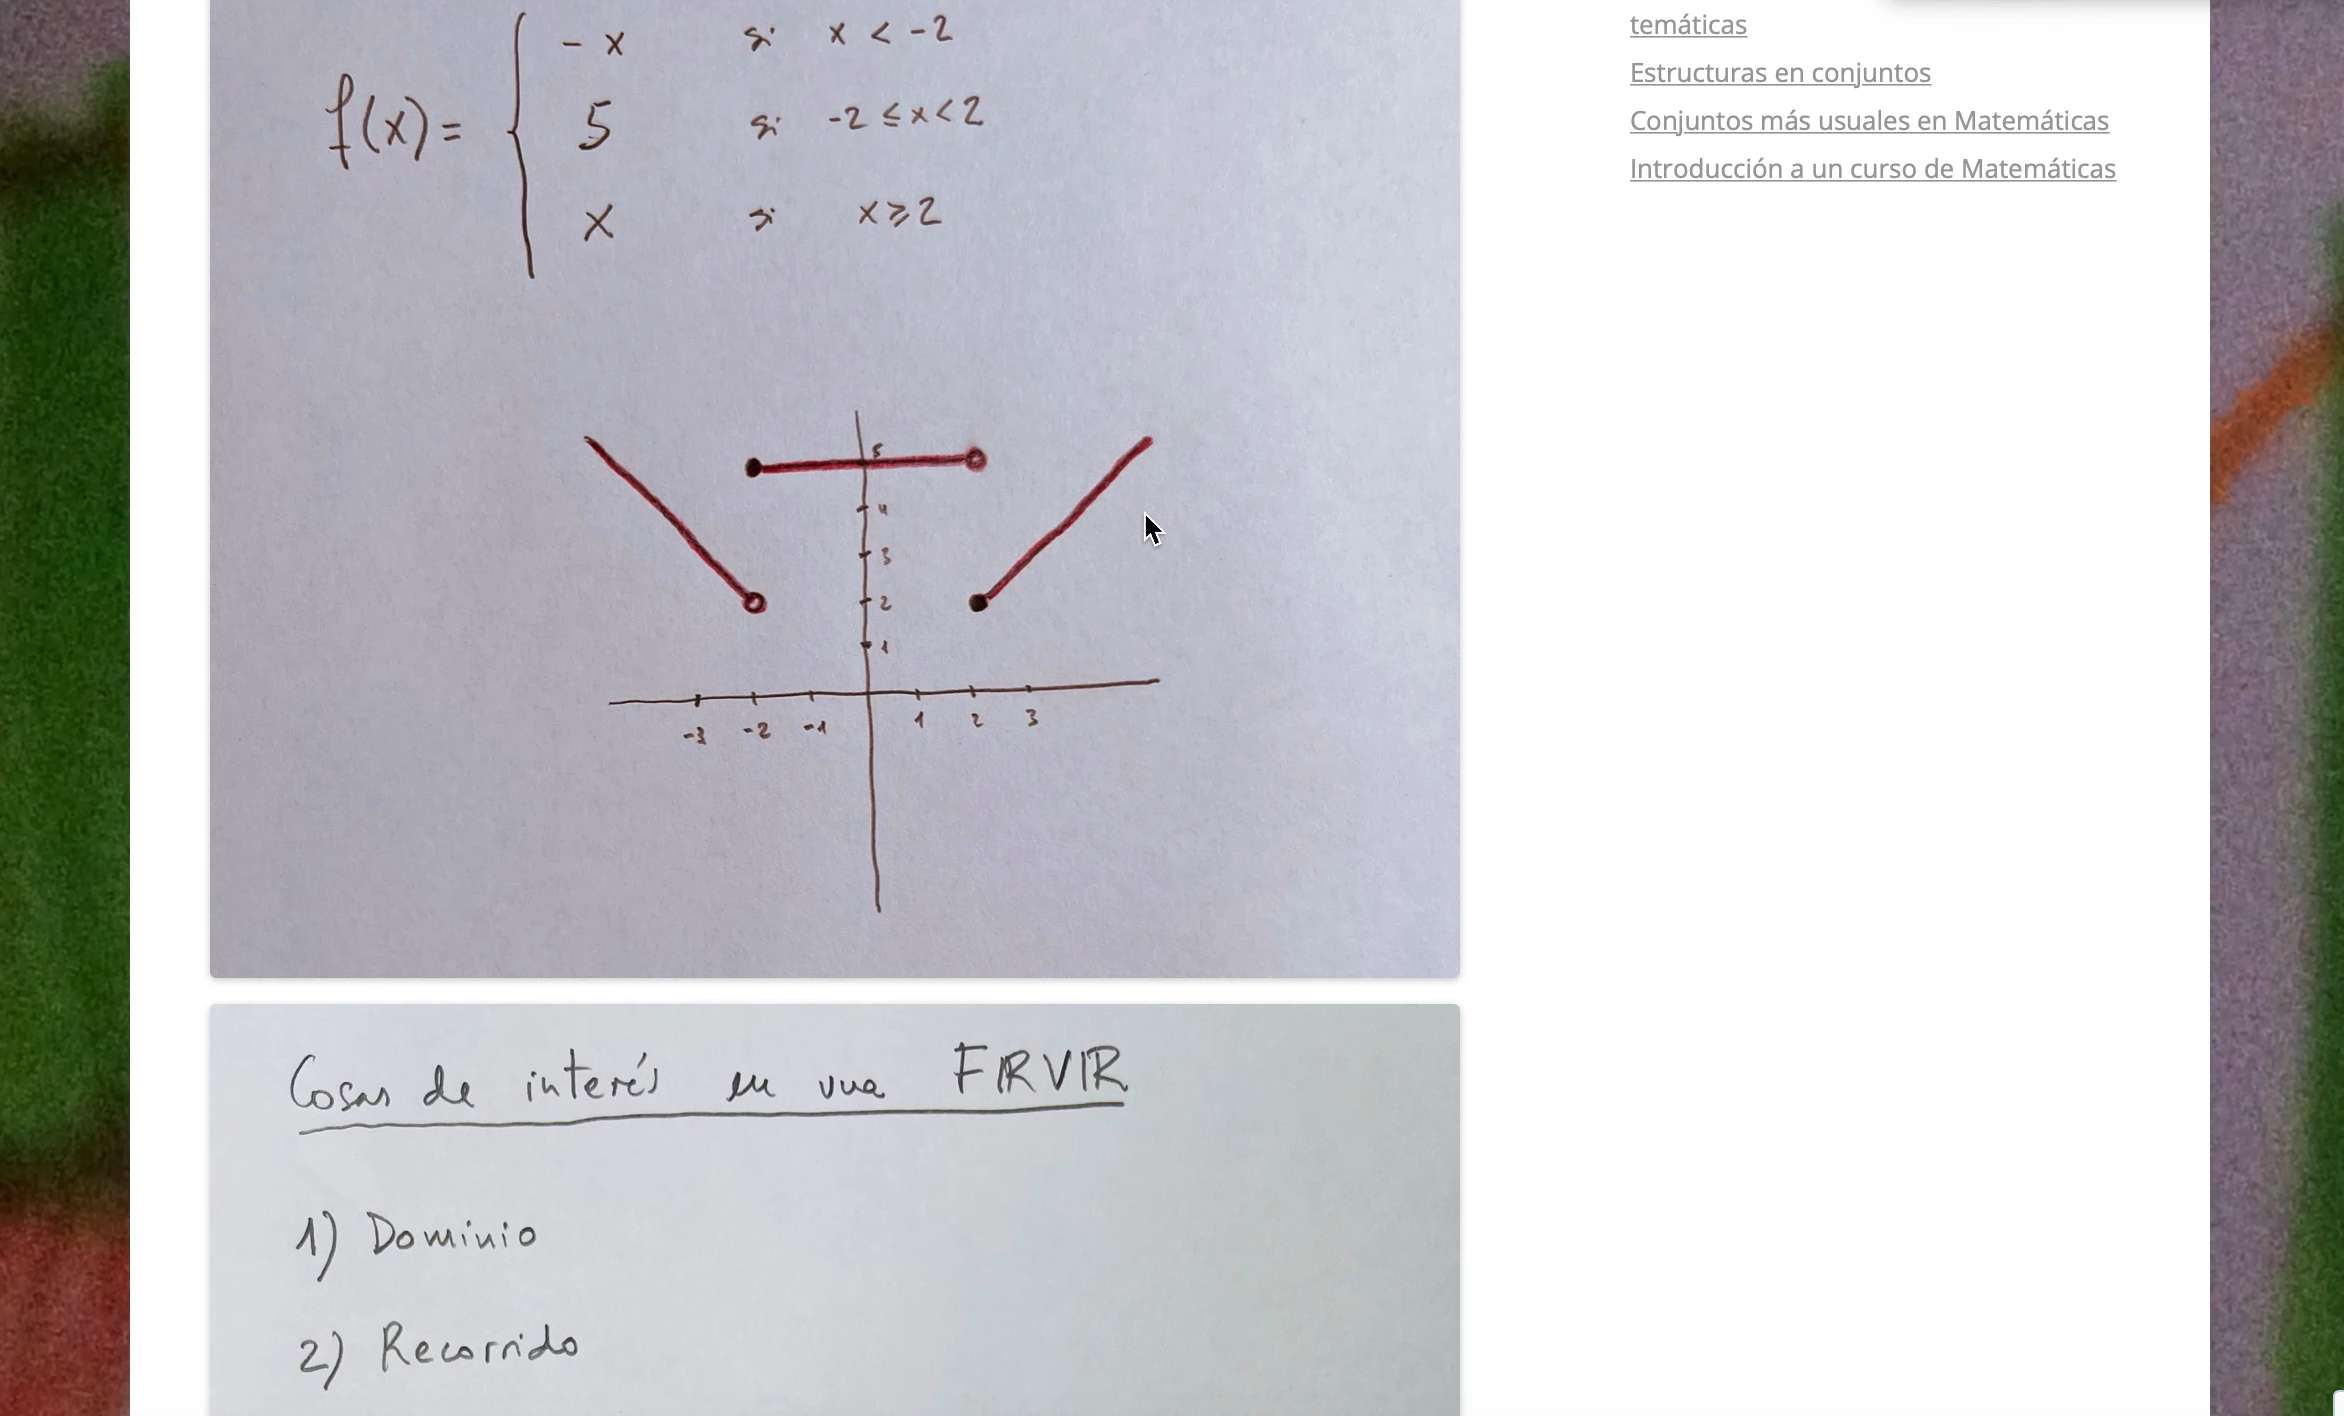 f(x) =
- x si x < -2
5 si -2 ≤ x < 2
x si x ≥ 2
5
4
3
2
1
-3 -2 -1 1 2 3
Cosas de interés en una FIRVIR
1) Dominio
2) Recorrido
temáticas
Estructuras en conjuntos
Conjuntos más usuales en Matemáticas
Introducción a un curso de Matemáticas